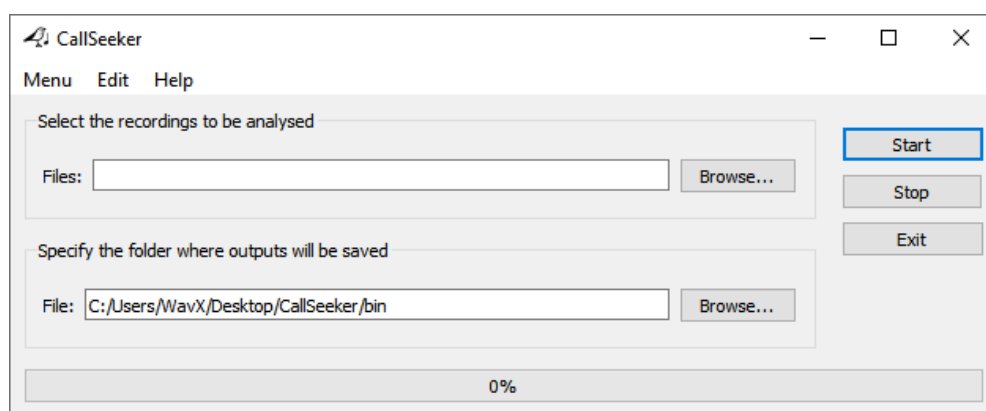 CallSeeker
Menu Edit Help
Select the recordings to be analysed
Files: Browse...
Start
Stop
Exit
Specify the folder where outputs will be saved
File: C:/Users/WavX/Desktop/CallSeeker/bin Browse...
0%